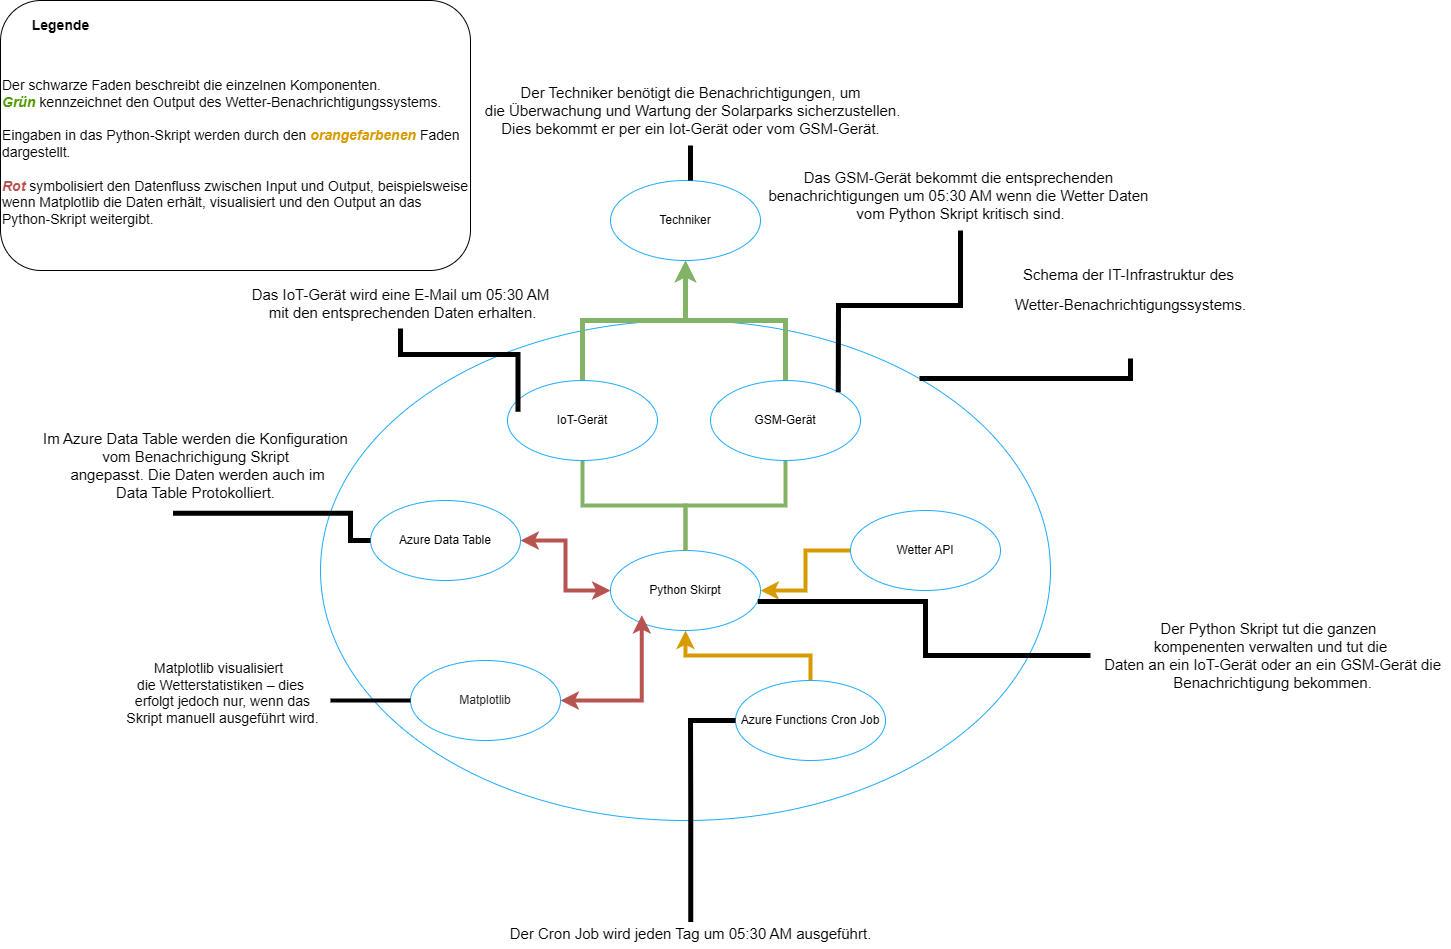 Legende
Der schwarze Faden beschreibt die einzelnen Komponenten.
Grün kennzeichnet den Output des Wetter-Benachrichtigungssystems.
Eingaben in das Python-Skript werden durch den orangefarbenen Faden
dargestellt.
Rot symbolisiert den Datenfluss zwischen Input und Output, beispielsweise
wenn Matplotlib die Daten erhält, visualisiert und den Output an das
Python-Skript weitergibt.
Der Techniker benötigt die Benachrichtigungen, um
die Überwachung und Wartung der Solarparks sicherzustellen.
Dies bekommt er per ein Iot-Gerät oder vom GSM-Gerät.
Techniker
Das GSM-Gerät bekommt die entsprechenden
benachrichtigungen um 05:30 AM wenn die Wetter Daten
vom Python Skript kritisch sind.
Schema der IT-Infrastruktur des
Wetter-Benachrichtigungssystems.
Das IoT-Gerät wird eine E-Mail um 05:30 AM
mit den entsprechenden Daten erhalten.
IoT-Gerät
GSM-Gerät
Im Azure Data Table werden die Konfiguration
vom Benachrichigung Skript
angepasst. Die Daten werden auch im
Data Table Protokolliert.
Azure Data Table
Wetter API
Python Skirpt
Der Python Skript tut die ganzen
kompenenten verwalten und tut die
Daten an ein IoT-Gerät oder an ein GSM-Gerät die
Benachrichtigung bekommen.
Matplotlib visualisiert
die Wetterstatistiken – dies
erfolgt jedoch nur, wenn das
Skript manuell ausgeführt wird.
Matplotlib
Azure Functions Cron Job
Der Cron Job wird jeden Tag um 05:30 AM ausgeführt.